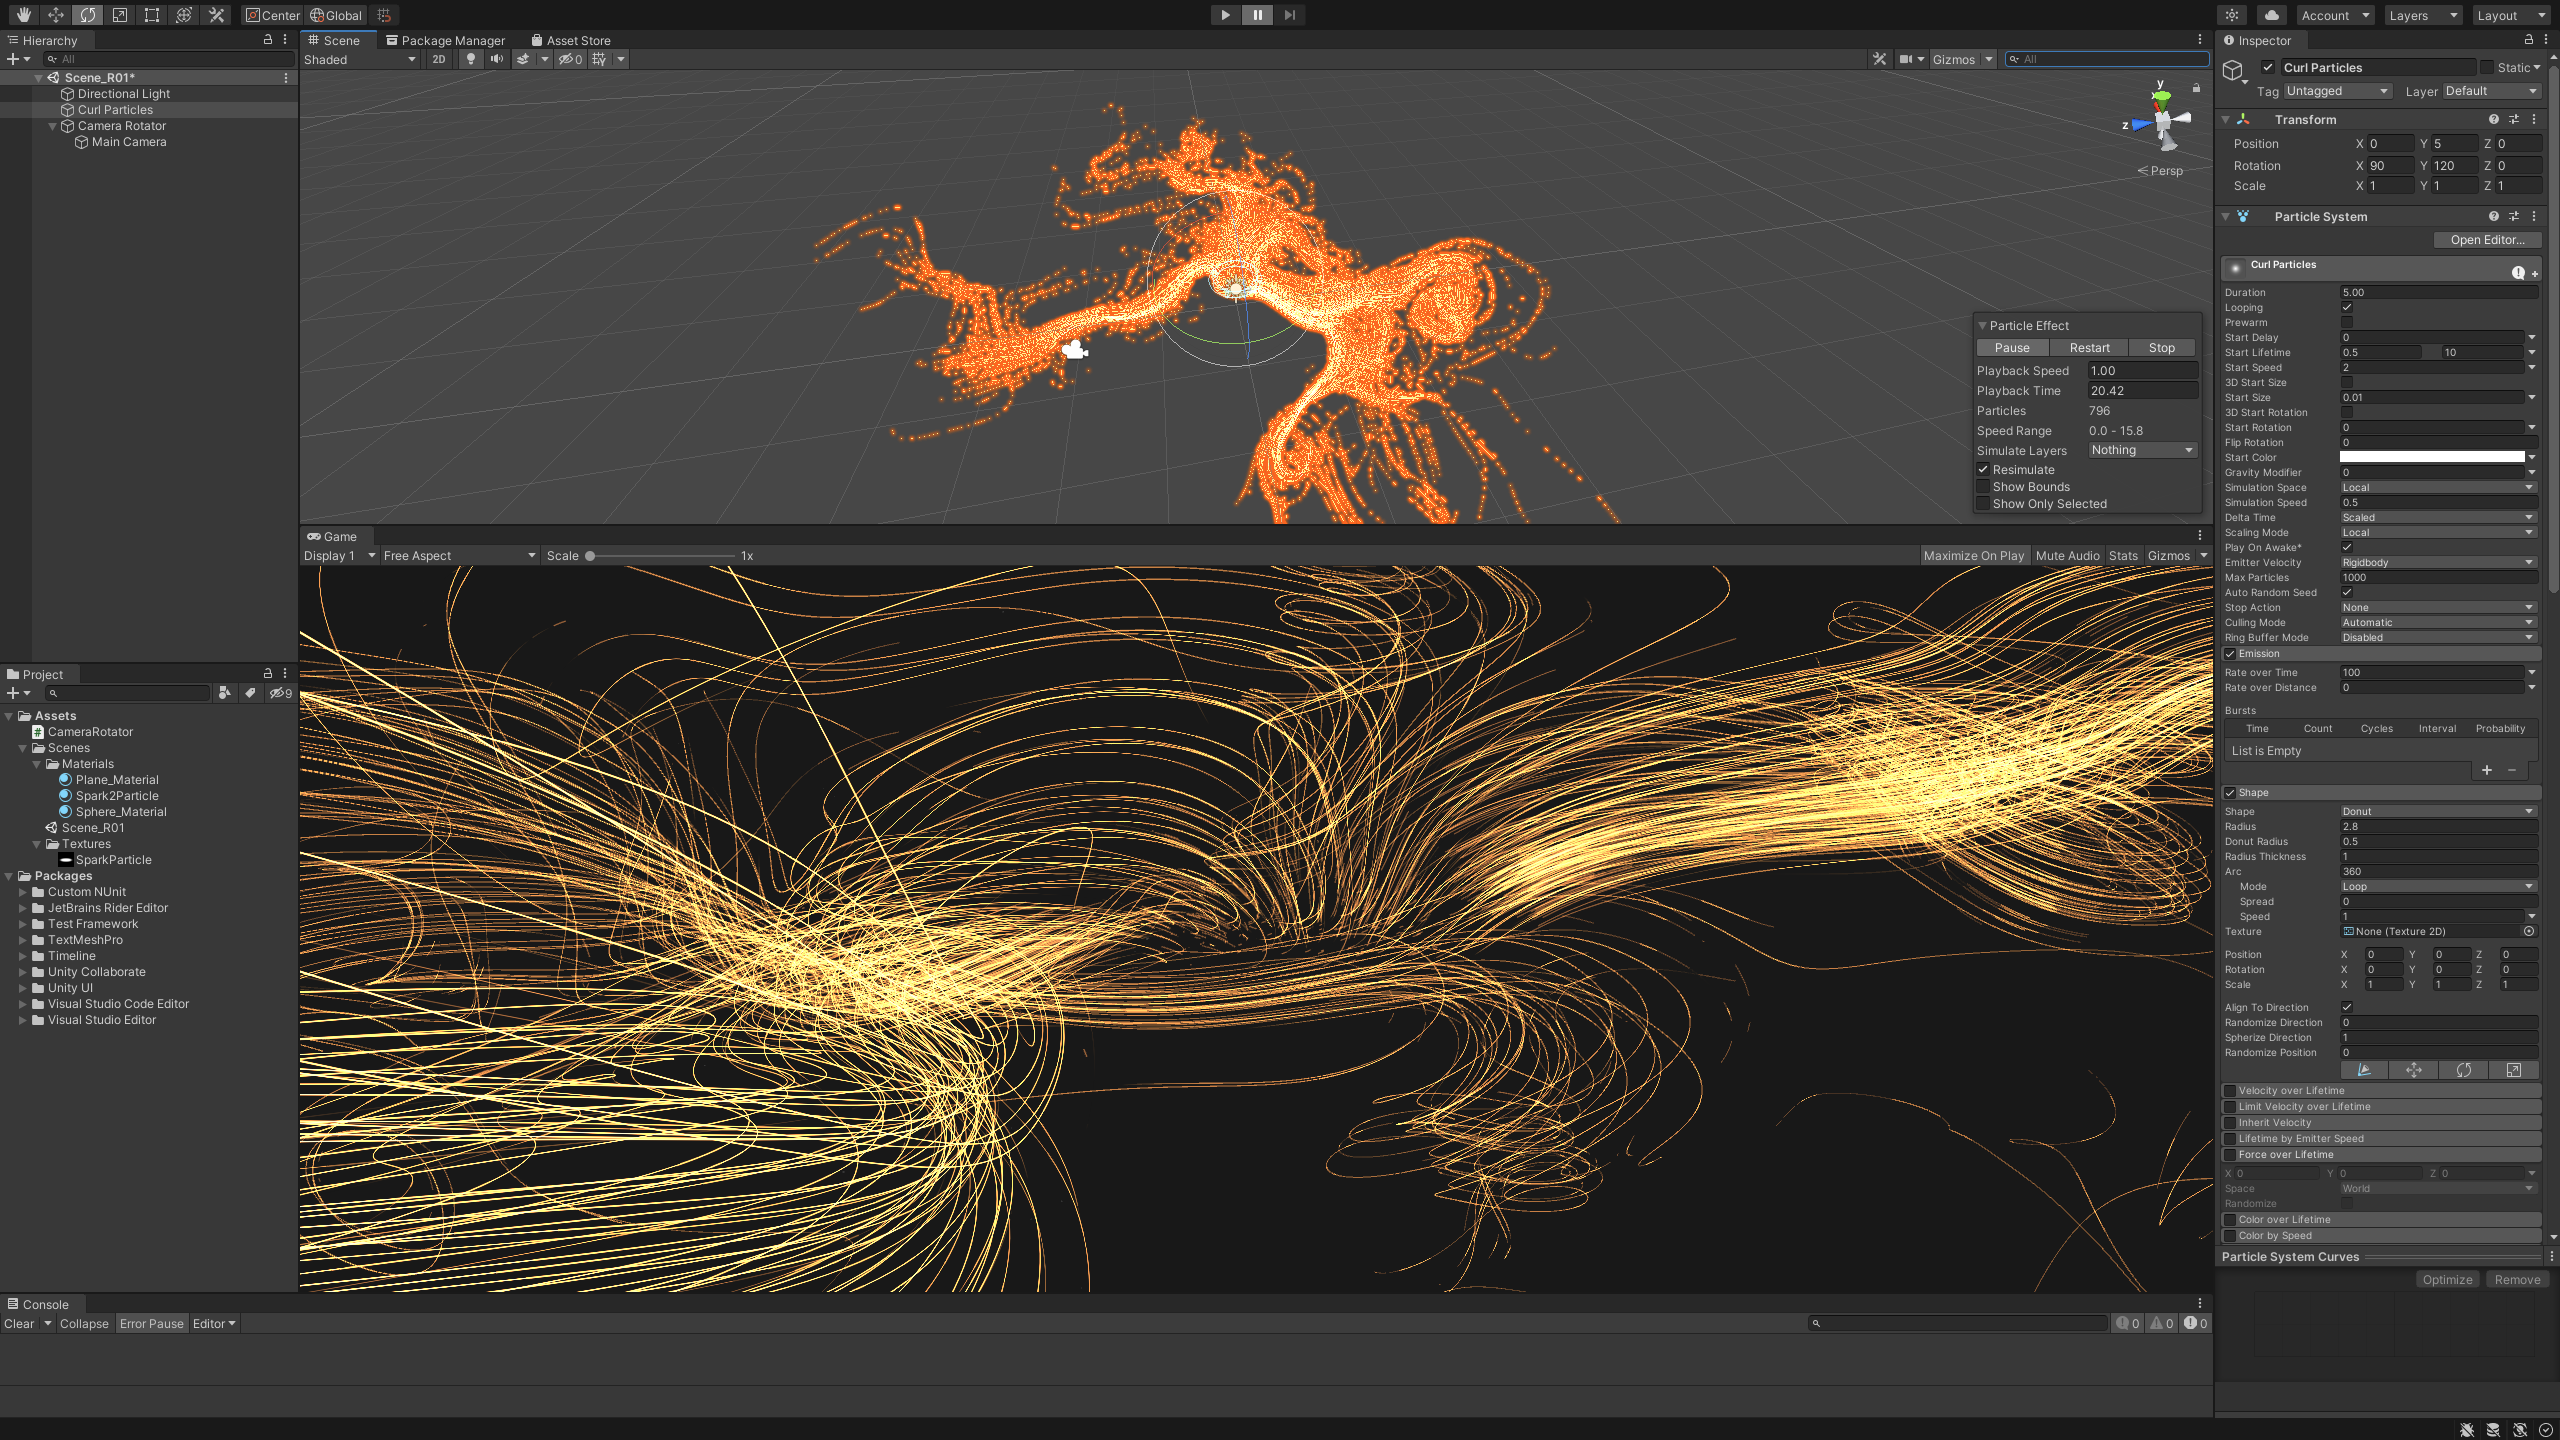 Center Global
Account Layers Layout
Hierarchy
All
Scene_R01*
Directional Light
Curl Particles
Camera Rotator
Main Camera
Scene Package Manager Asset Store
Shaded 2D 0 Gizmos All
y
x
z
Persp
Particle Effect
Pause Restart Stop
Playback Speed 1.00
Playback Time 20.42
Particles 796
Speed Range 0.0 - 15.8
Simulate Layers Nothing
Resimulate
Show Bounds
Show Only Selected
Game
Display 1 Free Aspect Scale 1x Maximize On Play Mute Audio Stats Gizmos
Project
9
Assets
CameraRotator
Scenes
Materials
Plane_Material
Spark2Particle
Sphere_Material
Scene_R01
Textures
SparkParticle
Packages
Custom NUnit
JetBrains Rider Editor
Test Framework
TextMeshPro
Timeline
Unity Collaborate
Unity UI
Visual Studio Code Editor
Visual Studio Editor
Console
Clear Collapse Error Pause Editor 0 0 0
Inspector
Curl Particles Static
Tag Untagged Layer Default
Transform
Position X 0 Y 5 Z 0
Rotation X 90 Y 120 Z 0
Scale X 1 Y 1 Z 1
Particle System
Open Editor...
Curl Particles
Duration 5.00
Looping
Prewarm
Start Delay 0
Start Lifetime 0.5 10
Start Speed 2
3D Start Size
Start Size 0.01
3D Start Rotation
Start Rotation 0
Flip Rotation 0
Start Color
Gravity Modifier 0
Simulation Space Local
Simulation Speed 0.5
Delta Time Scaled
Scaling Mode Local
Play On Awake*
Emitter Velocity Rigidbody
Max Particles 1000
Auto Random Seed
Stop Action None
Culling Mode Automatic
Ring Buffer Mode Disabled
Emission
Rate over Time 100
Rate over Distance 0
Bursts
Time Count Cycles Interval Probability
List is Empty
Shape
Shape Donut
Radius 2.8
Donut Radius 0.5
Radius Thickness 1
Arc 360
Mode Loop
Spread 0
Speed 1
Texture None (Texture 2D)
Position X 0 Y 0 Z 0
Rotation X 0 Y 0 Z 0
Scale X 1 Y 1 Z 1
Align To Direction
Randomize Direction 0
Spherize Direction 1
Randomize Position 0
Velocity over Lifetime
Limit Velocity over Lifetime
Inherit Velocity
Lifetime by Emitter Speed
Force over Lifetime
X 0 Y 0 Z 0
Space World
Randomize
Color over Lifetime
Color by Speed
Particle System Curves
Optimize Remove